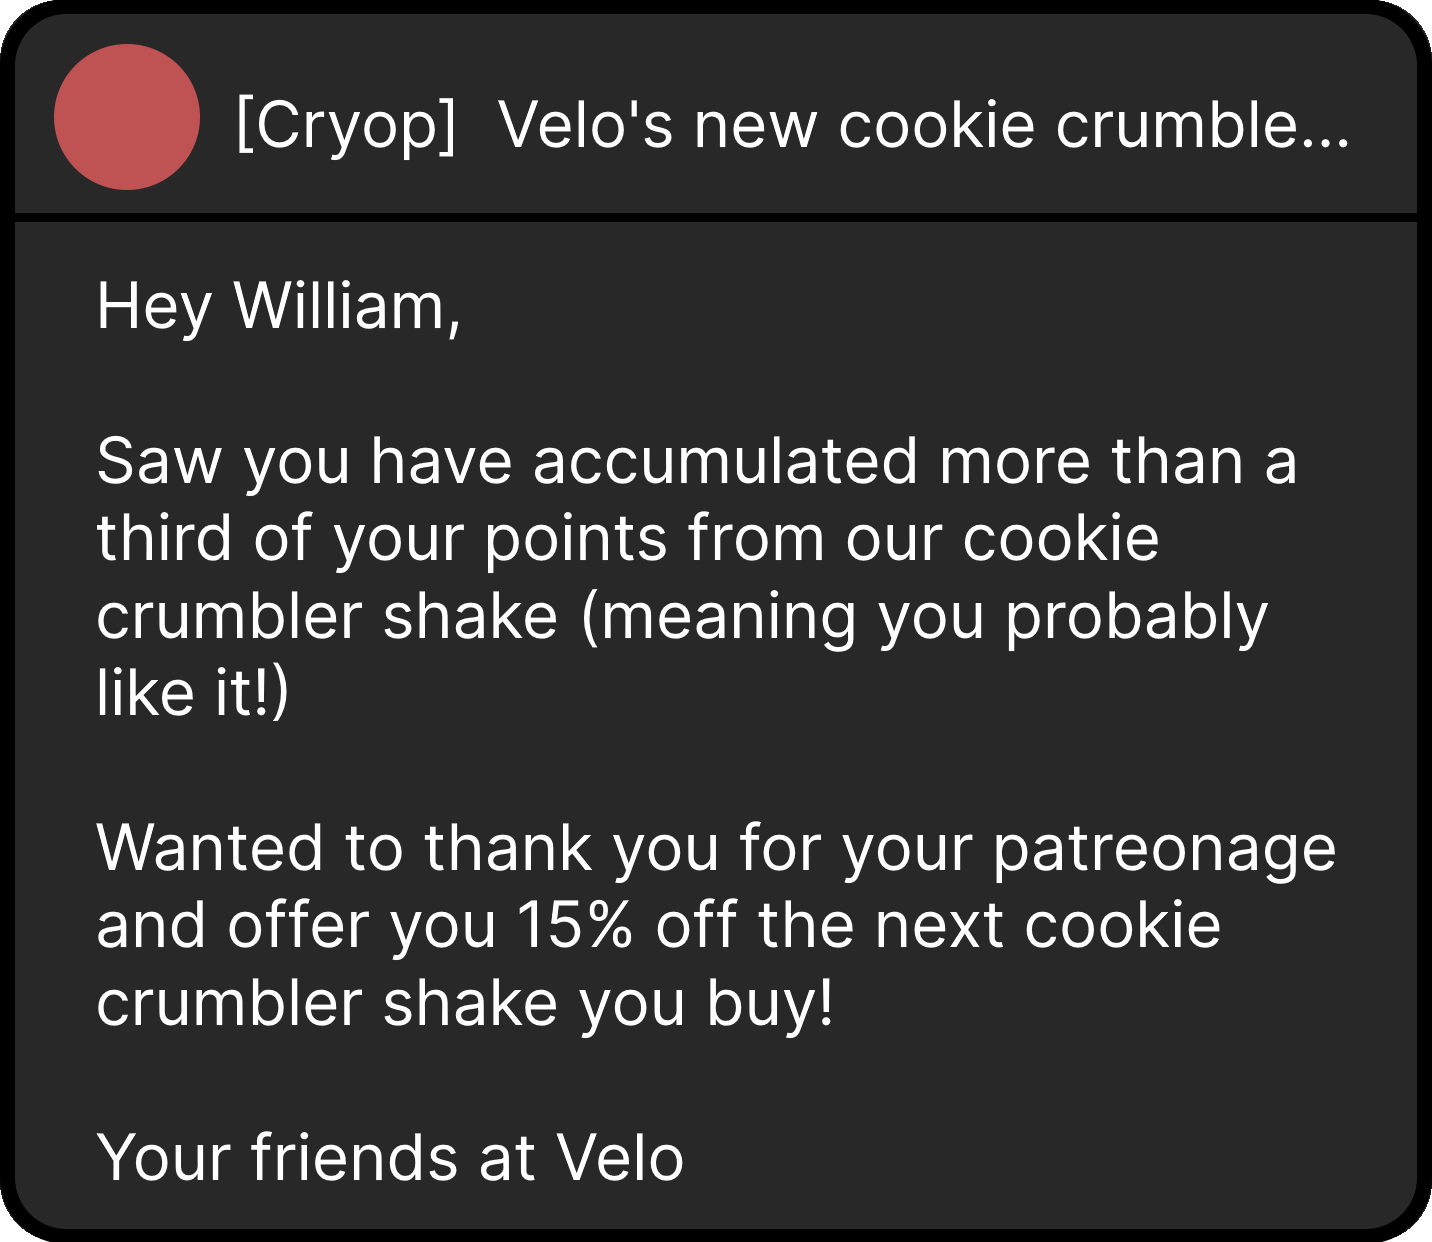 [Cryop] Velo's new cookie crumble...
Hey William,
Saw you have accumulated more than a
third of your points from our cookie
crumbler shake (meaning you probably
like it!)
Wanted to thank you for your patreonage
and offer you 15% off the next cookie
crumbler shake you buy!
Your friends at Velo